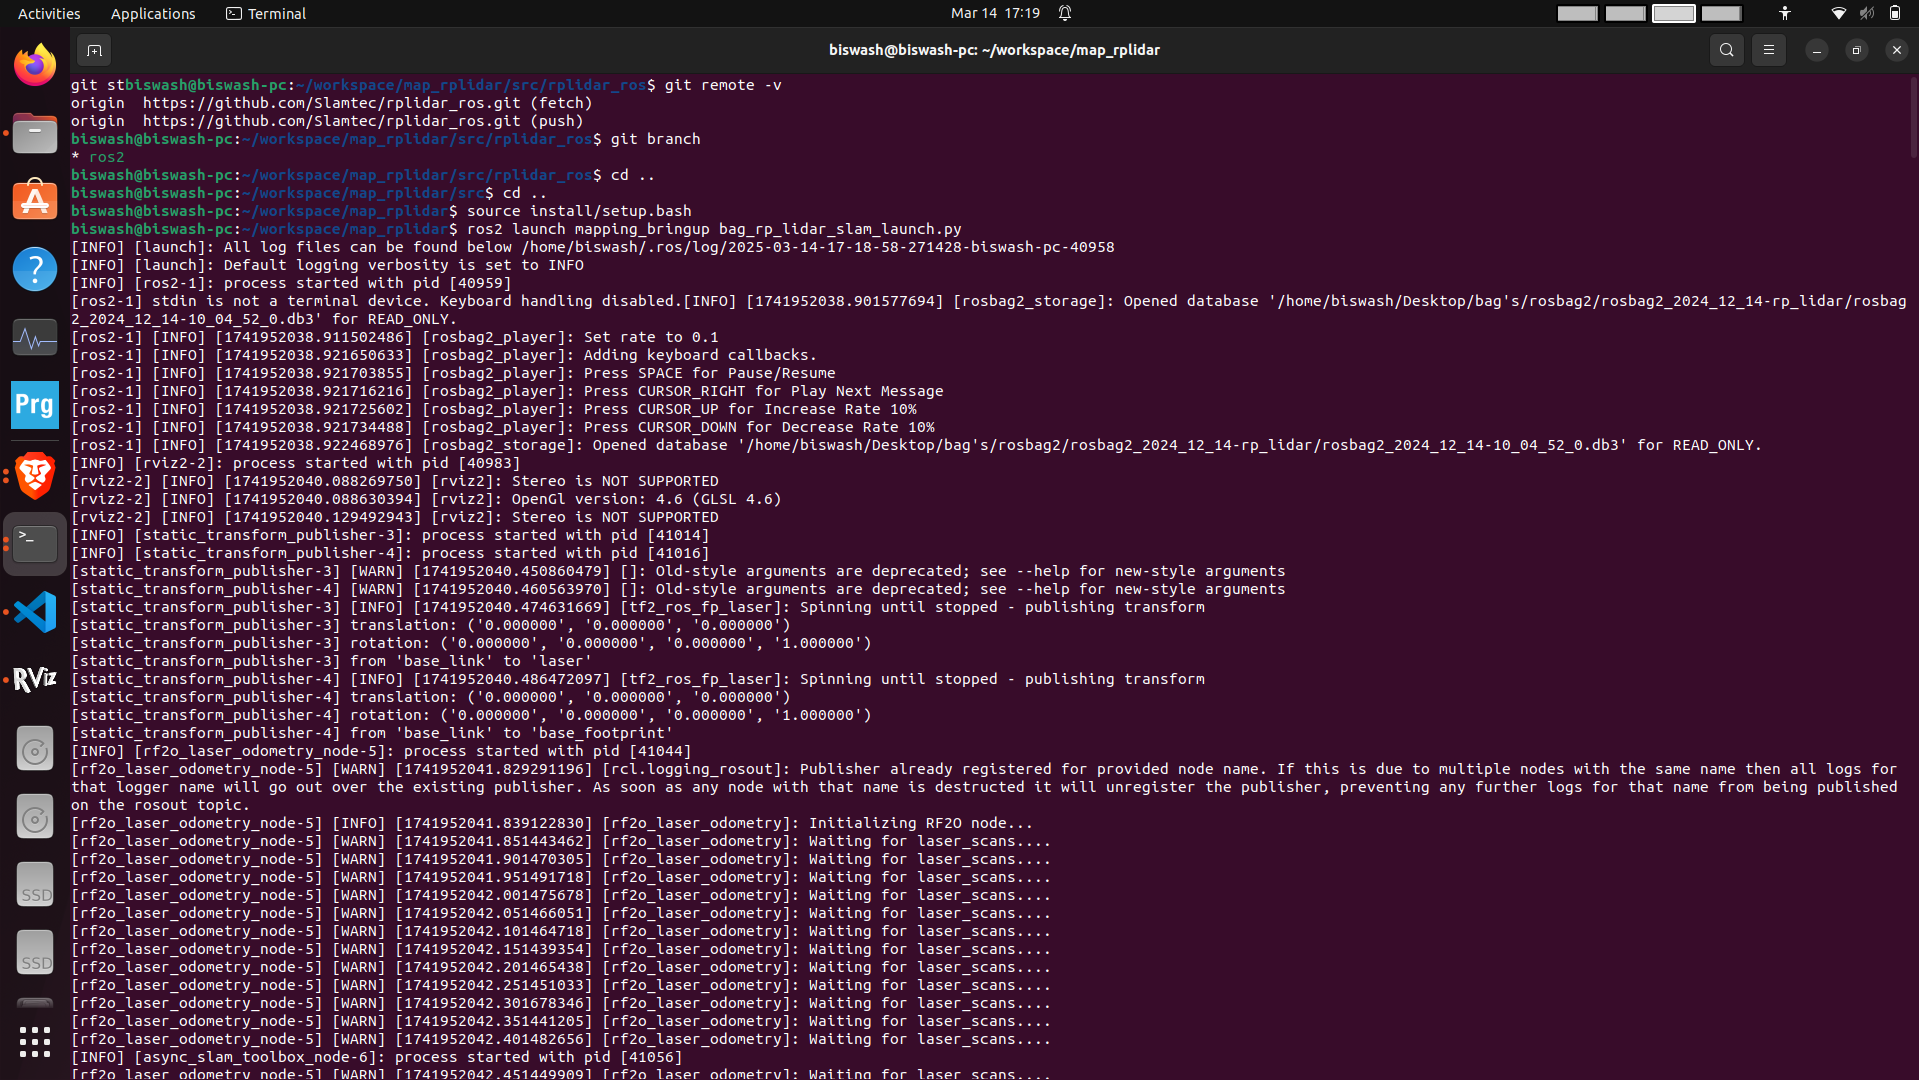 Activities Applications Terminal Mar 14 17:19
biswash@biswash-pc: ~/workspace/map_rplidar
git stbiswash@biswash-pc:~/workspace/map_rplidar/src/rplidar_ros$ git remote -v
origin  https://github.com/Slamtec/rplidar_ros.git (fetch)
origin  https://github.com/Slamtec/rplidar_ros.git (push)
biswash@biswash-pc:~/workspace/map_rplidar/src/rplidar_ros$ git branch
* ros2
biswash@biswash-pc:~/workspace/map_rplidar/src/rplidar_ros$ cd ..
biswash@biswash-pc:~/workspace/map_rplidar/src$ cd ..
biswash@biswash-pc:~/workspace/map_rplidar$ source install/setup.bash
biswash@biswash-pc:~/workspace/map_rplidar$ ros2 launch mapping_bringup bag_rp_lidar_slam_launch.py
[INFO] [launch]: All log files can be found below /home/biswash/.ros/log/2025-03-14-17-18-58-271428-biswash-pc-40958
[INFO] [launch]: Default logging verbosity is set to INFO
[INFO] [ros2-1]: process started with pid [40959]
[ros2-1] stdin is not a terminal device. Keyboard handling disabled.[INFO] [1741952038.901577694] [rosbag2_storage]: Opened database '/home/biswash/Desktop/bag's/rosbag2/rosbag2_2024_12_14-rp_lidar/rosbag
2_2024_12_14-10_04_52_0.db3' for READ_ONLY.
[ros2-1] [INFO] [1741952038.911502486] [rosbag2_player]: Set rate to 0.1
[ros2-1] [INFO] [1741952038.921650633] [rosbag2_player]: Adding keyboard callbacks.
[ros2-1] [INFO] [1741952038.921703855] [rosbag2_player]: Press SPACE for Pause/Resume
[ros2-1] [INFO] [1741952038.921716216] [rosbag2_player]: Press CURSOR_RIGHT for Play Next Message
[ros2-1] [INFO] [1741952038.921725602] [rosbag2_player]: Press CURSOR_UP for Increase Rate 10%
[ros2-1] [INFO] [1741952038.921734488] [rosbag2_player]: Press CURSOR_DOWN for Decrease Rate 10%
[ros2-1] [INFO] [1741952038.922468976] [rosbag2_storage]: Opened database '/home/biswash/Desktop/bag's/rosbag2/rosbag2_2024_12_14-rp_lidar/rosbag2_2024_12_14-10_04_52_0.db3' for READ_ONLY.
[INFO] [rviz2-2]: process started with pid [40983]
[rviz2-2] [INFO] [1741952040.088269750] [rviz2]: Stereo is NOT SUPPORTED
[rviz2-2] [INFO] [1741952040.088630394] [rviz2]: OpenGl version: 4.6 (GLSL 4.6)
[rviz2-2] [INFO] [1741952040.129492943] [rviz2]: Stereo is NOT SUPPORTED
[INFO] [static_transform_publisher-3]: process started with pid [41014]
[INFO] [static_transform_publisher-4]: process started with pid [41016]
[static_transform_publisher-3] [WARN] [1741952040.450860479] []: Old-style arguments are deprecated; see --help for new-style arguments
[static_transform_publisher-4] [WARN] [1741952040.460563970] []: Old-style arguments are deprecated; see --help for new-style arguments
[static_transform_publisher-3] [INFO] [1741952040.474631669] [tf2_ros_fp_laser]: Spinning until stopped - publishing transform
[static_transform_publisher-3] translation: ('0.000000', '0.000000', '0.000000')
[static_transform_publisher-3] rotation: ('0.000000', '0.000000', '0.000000', '1.000000')
[static_transform_publisher-3] from 'base_link' to 'laser'
[static_transform_publisher-4] [INFO] [1741952040.486472097] [tf2_ros_fp_laser]: Spinning until stopped - publishing transform
[static_transform_publisher-4] translation: ('0.000000', '0.000000', '0.000000')
[static_transform_publisher-4] rotation: ('0.000000', '0.000000', '0.000000', '1.000000')
[static_transform_publisher-4] from 'base_link' to 'base_footprint'
[INFO] [rf2o_laser_odometry_node-5]: process started with pid [41044]
[rf2o_laser_odometry_node-5] [WARN] [1741952041.829291196] [rcl.logging_rosout]: Publisher already registered for provided node name. If this is due to multiple nodes with the same name then all logs for
that logger name will go out over the existing publisher. As soon as any node with that name is destructed it will unregister the publisher, preventing any further logs for that name from being published
on the rosout topic.
[rf2o_laser_odometry_node-5] [INFO] [1741952041.839122830] [rf2o_laser_odometry]: Initializing RF2O node...
[rf2o_laser_odometry_node-5] [WARN] [1741952041.851443462] [rf2o_laser_odometry]: Waiting for laser_scans....
[rf2o_laser_odometry_node-5] [WARN] [1741952041.901470305] [rf2o_laser_odometry]: Waiting for laser_scans....
[rf2o_laser_odometry_node-5] [WARN] [1741952041.951491718] [rf2o_laser_odometry]: Waiting for laser_scans....
[rf2o_laser_odometry_node-5] [WARN] [1741952042.001475678] [rf2o_laser_odometry]: Waiting for laser_scans....
[rf2o_laser_odometry_node-5] [WARN] [1741952042.051466051] [rf2o_laser_odometry]: Waiting for laser_scans....
[rf2o_laser_odometry_node-5] [WARN] [1741952042.101464718] [rf2o_laser_odometry]: Waiting for laser_scans....
[rf2o_laser_odometry_node-5] [WARN] [1741952042.151439354] [rf2o_laser_odometry]: Waiting for laser_scans....
[rf2o_laser_odometry_node-5] [WARN] [1741952042.201465438] [rf2o_laser_odometry]: Waiting for laser_scans....
[rf2o_laser_odometry_node-5] [WARN] [1741952042.251451033] [rf2o_laser_odometry]: Waiting for laser_scans....
[rf2o_laser_odometry_node-5] [WARN] [1741952042.301678346] [rf2o_laser_odometry]: Waiting for laser_scans....
[rf2o_laser_odometry_node-5] [WARN] [1741952042.351441205] [rf2o_laser_odometry]: Waiting for laser_scans....
[rf2o_laser_odometry_node-5] [WARN] [1741952042.401482656] [rf2o_laser_odometry]: Waiting for laser_scans....
[INFO] [async_slam_toolbox_node-6]: process started with pid [41056]
[rf2o_laser_odometry_node-5] [WARN] [1741952042.451449909] [rf2o_laser_odometry]: Waiting for laser_scans....
Prg
RViz
SSD
SSD